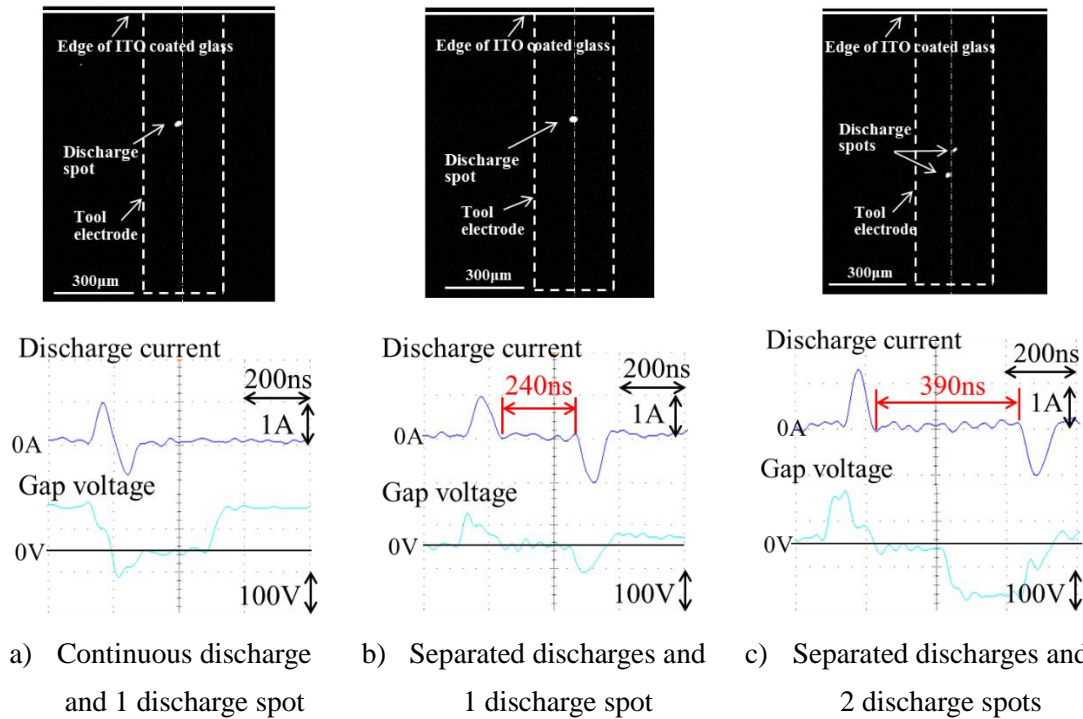 Edge of ITO coated glass
Discharge
spot
Tool
electrode
300μm
Edge of ITO coated glass
Discharge
spot
Tool
electrode
300μm
Edge of ITO coated glass
Discharge
spots
Tool
electrode
300μm
Discharge current
200ns
1A
0A
Gap voltage
0V
100V
Discharge current
200ns
240ns
1A
0A
Gap voltage
0V
100V
Discharge current
200ns
390ns
1A
0A
Gap voltage
0V
100V
a) Continuous discharge
and 1 discharge spot
b) Separated discharges and
1 discharge spot
c) Separated discharges and
2 discharge spots